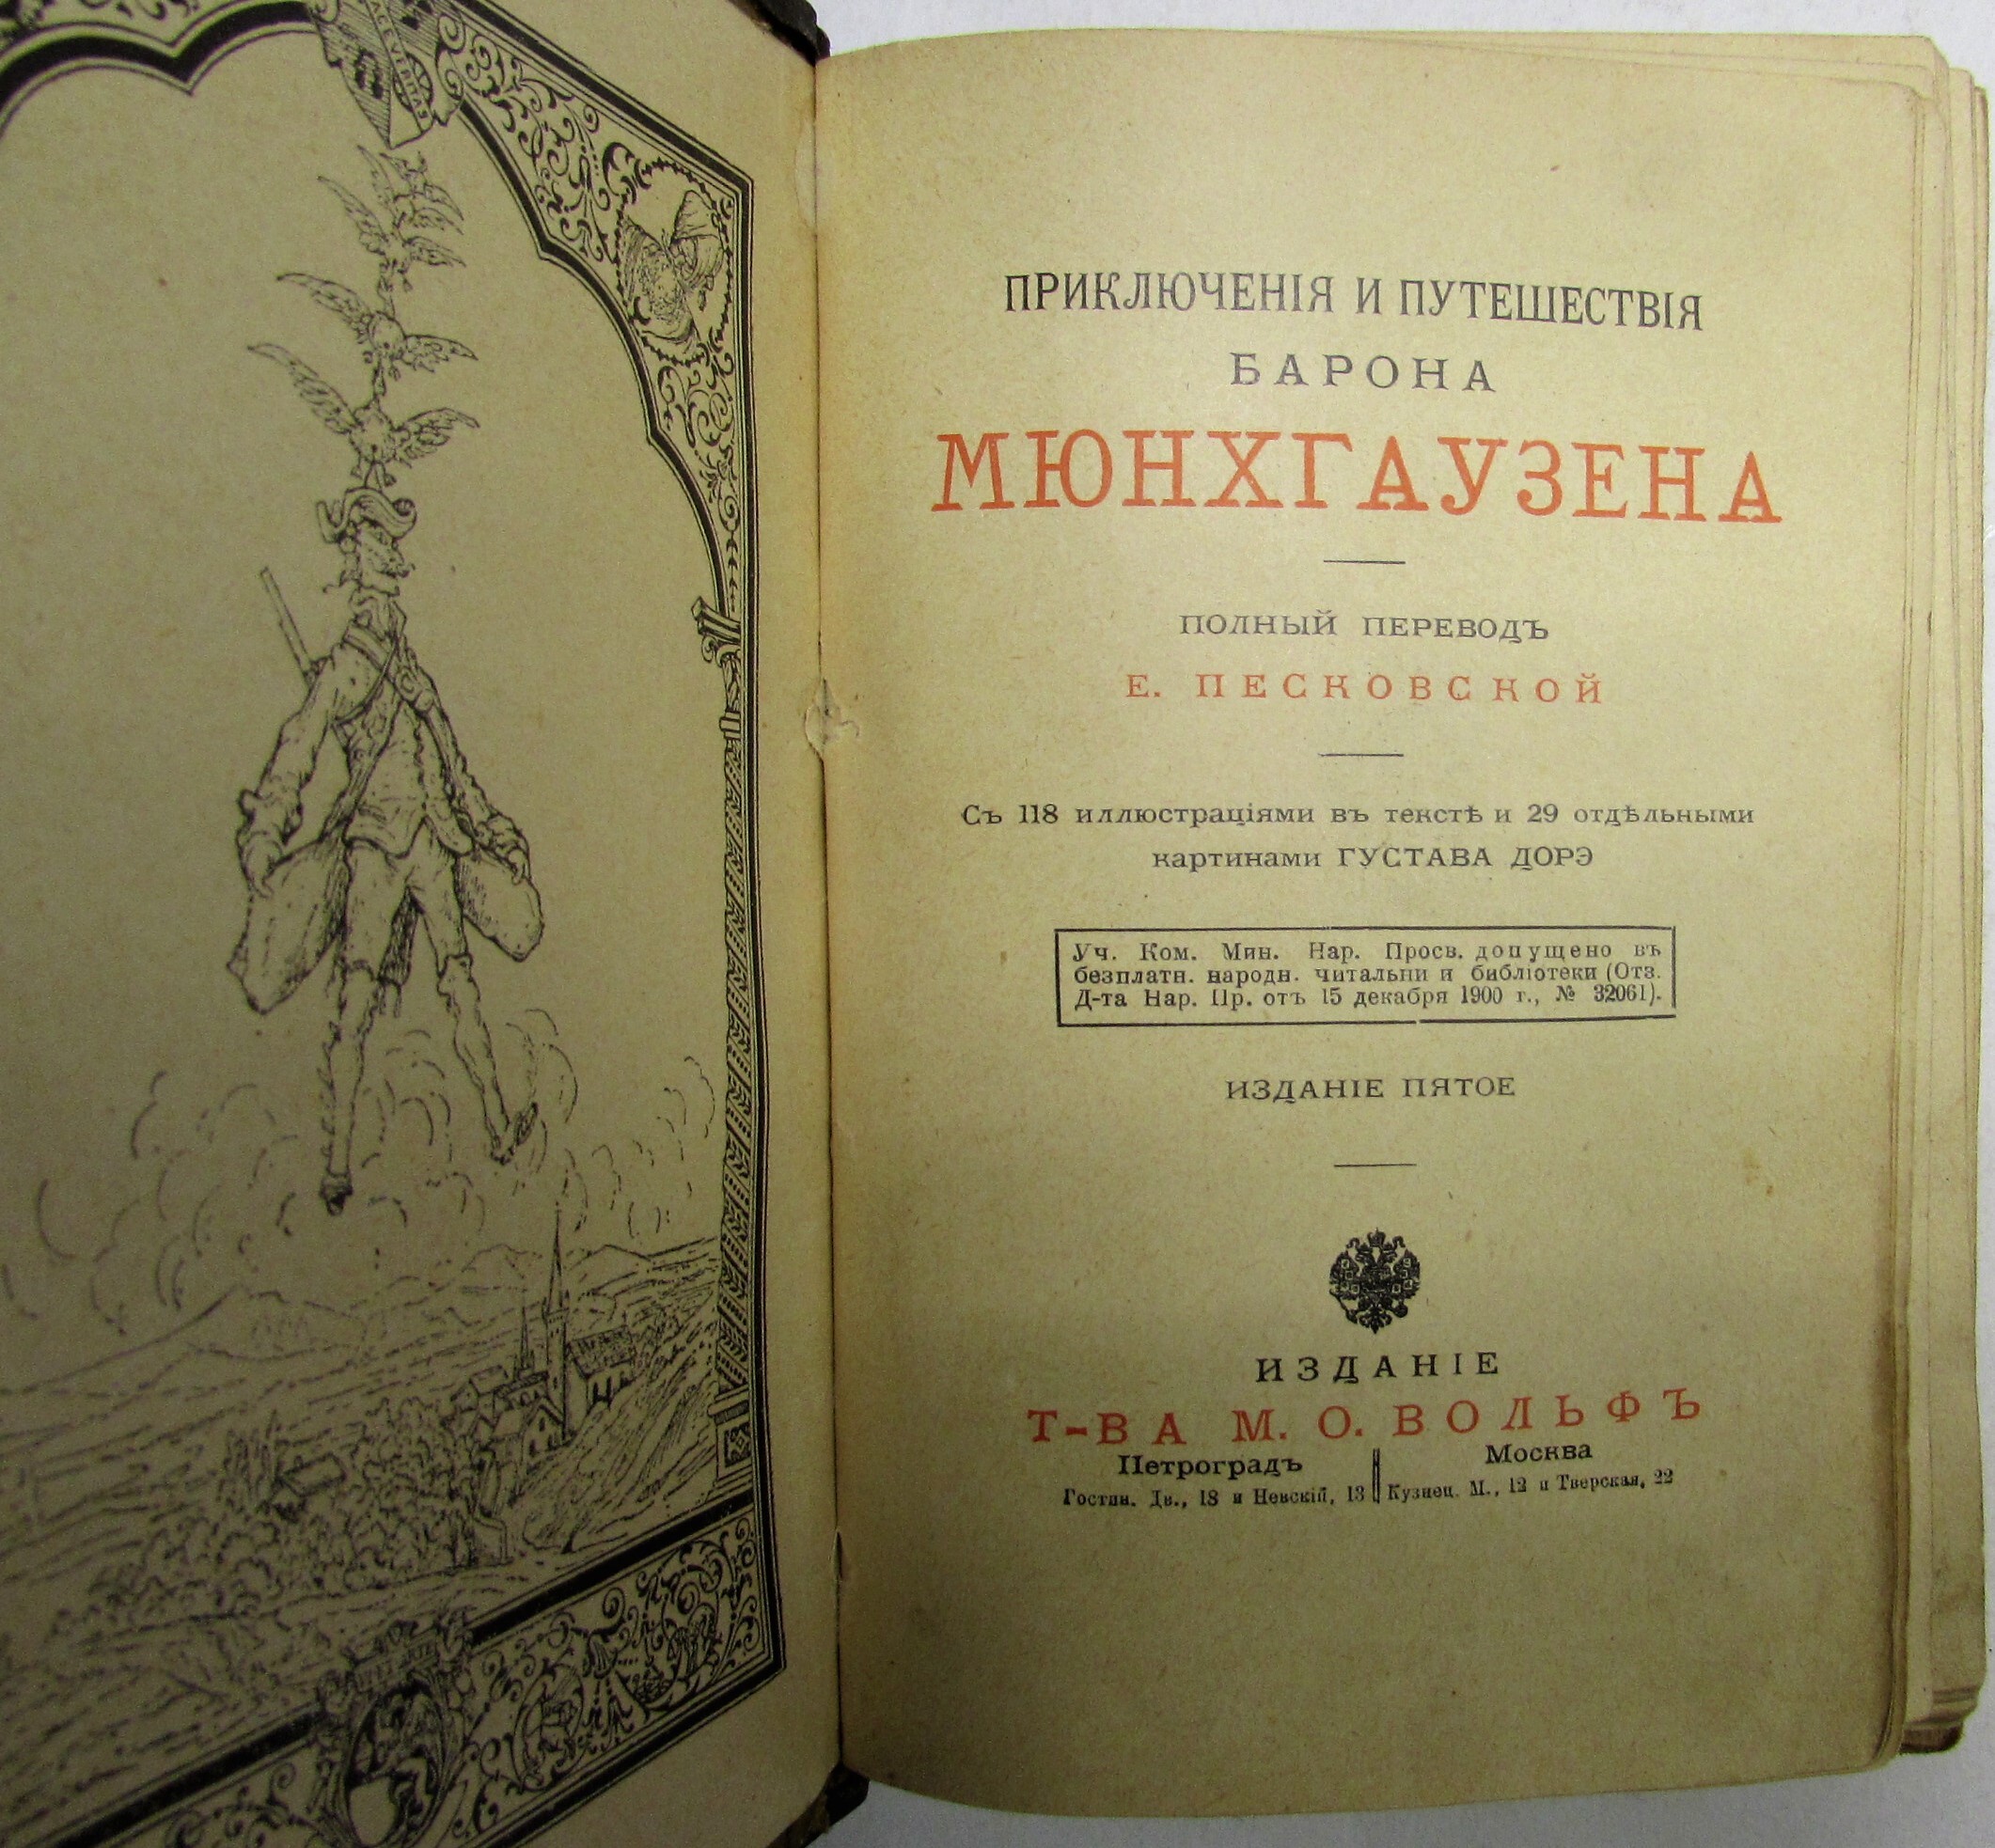 ПРИКЛЮЧЕНІЯ И ПУТЕШЕСТВІЯ
БАРОНА
МЮНХГАУЗЕНА
ПОЛНЫЙ ПЕРЕВОДЪ
Е. ПЕСКОВСКОЙ
Съ 118 иллюстраціями въ текстѣ и 29 отдѣльными
картинами ГУСТАВА ДОРЭ
Уч. Ком. Мин. Нар. Просв. допущено въ
безплатн. народн. читальни и библіотеки (Отз.
Д-та Нар. Пр. отъ 15 декабря 1900 г., № 32061).
ИЗДАНІЕ ПЯТОЕ
ИЗДАНІЕ
Т-ВА М. О. ВОЛЬФЪ
Петроградъ
Гостин. Дв., 18 и Невскій, 13
Москва
Кузнец. М., 12 и Тверская, 22
VERITAS